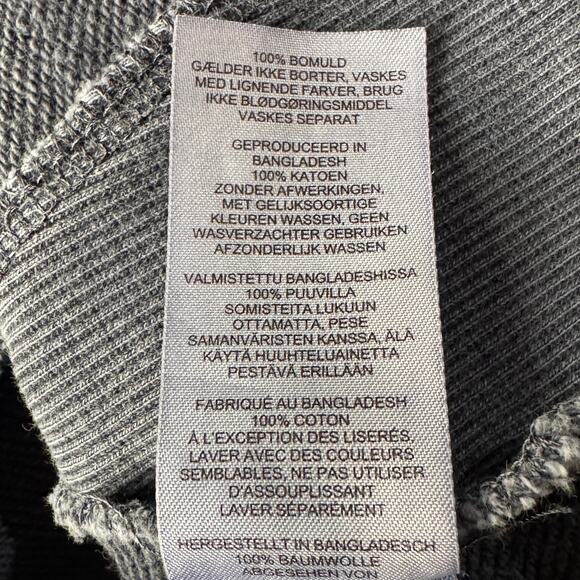 100% BOMULD
GÆLDER IKKE BORTER, VASKES
MED LIGNENDE FARVER, BRUG
IKKE BLØDGØRINGSMIDDEL
VASKES SEPARAT
GEPRODUCEERD IN
BANGLADESH
100% KATOEN
ZONDER AFWERKINGEN,
MET GELIJKSOORTIGE
KLEUREN WASSEN, GEEN
WASVERZACHTER GEBRUIKEN
AFZONDERLIJK WASSEN
VALMISTETTU BANGLADESHISSA
100% PUUVILLA
SOMISTEITA LUKUUN
OTTAMATTA, PESE
SAMANVÄRISTEN KANSSA, ÄLÄ
KÄYTÄ HUUHTELUAINETTA
PESTÄVÄ ERILLÄÄN
FABRIQUÉ AU BANGLADESH
100% COTON
À L'EXCEPTION DES LISERÉS.
LAVER AVEC DES COULEURS
SEMBLABLES, NE PAS UTILISER
D'ASSOUPLISSANT
LAVER SÉPARÉMENT
HERGESTELLT IN BANGLADESCH
100% BAUMWOLLE
ABGESEHEN VON